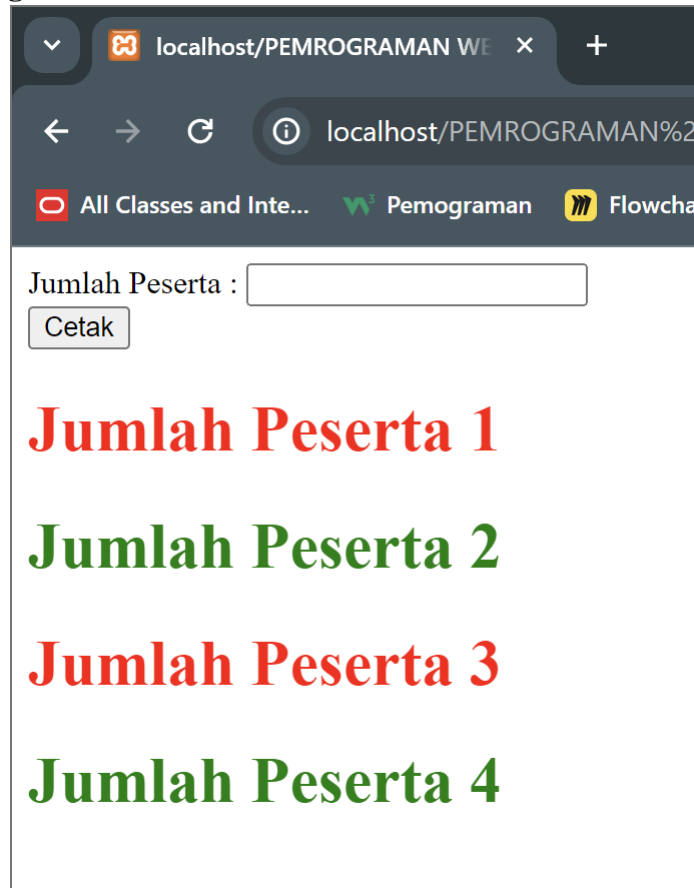 localhost/PEMROGRAMAN WE
localhost/PEMROGRAMAN%2
All Classes and Inte... Pemograman Flowcha
Jumlah Peserta :
Cetak
Jumlah Peserta 1
Jumlah Peserta 2
Jumlah Peserta 3
Jumlah Peserta 4